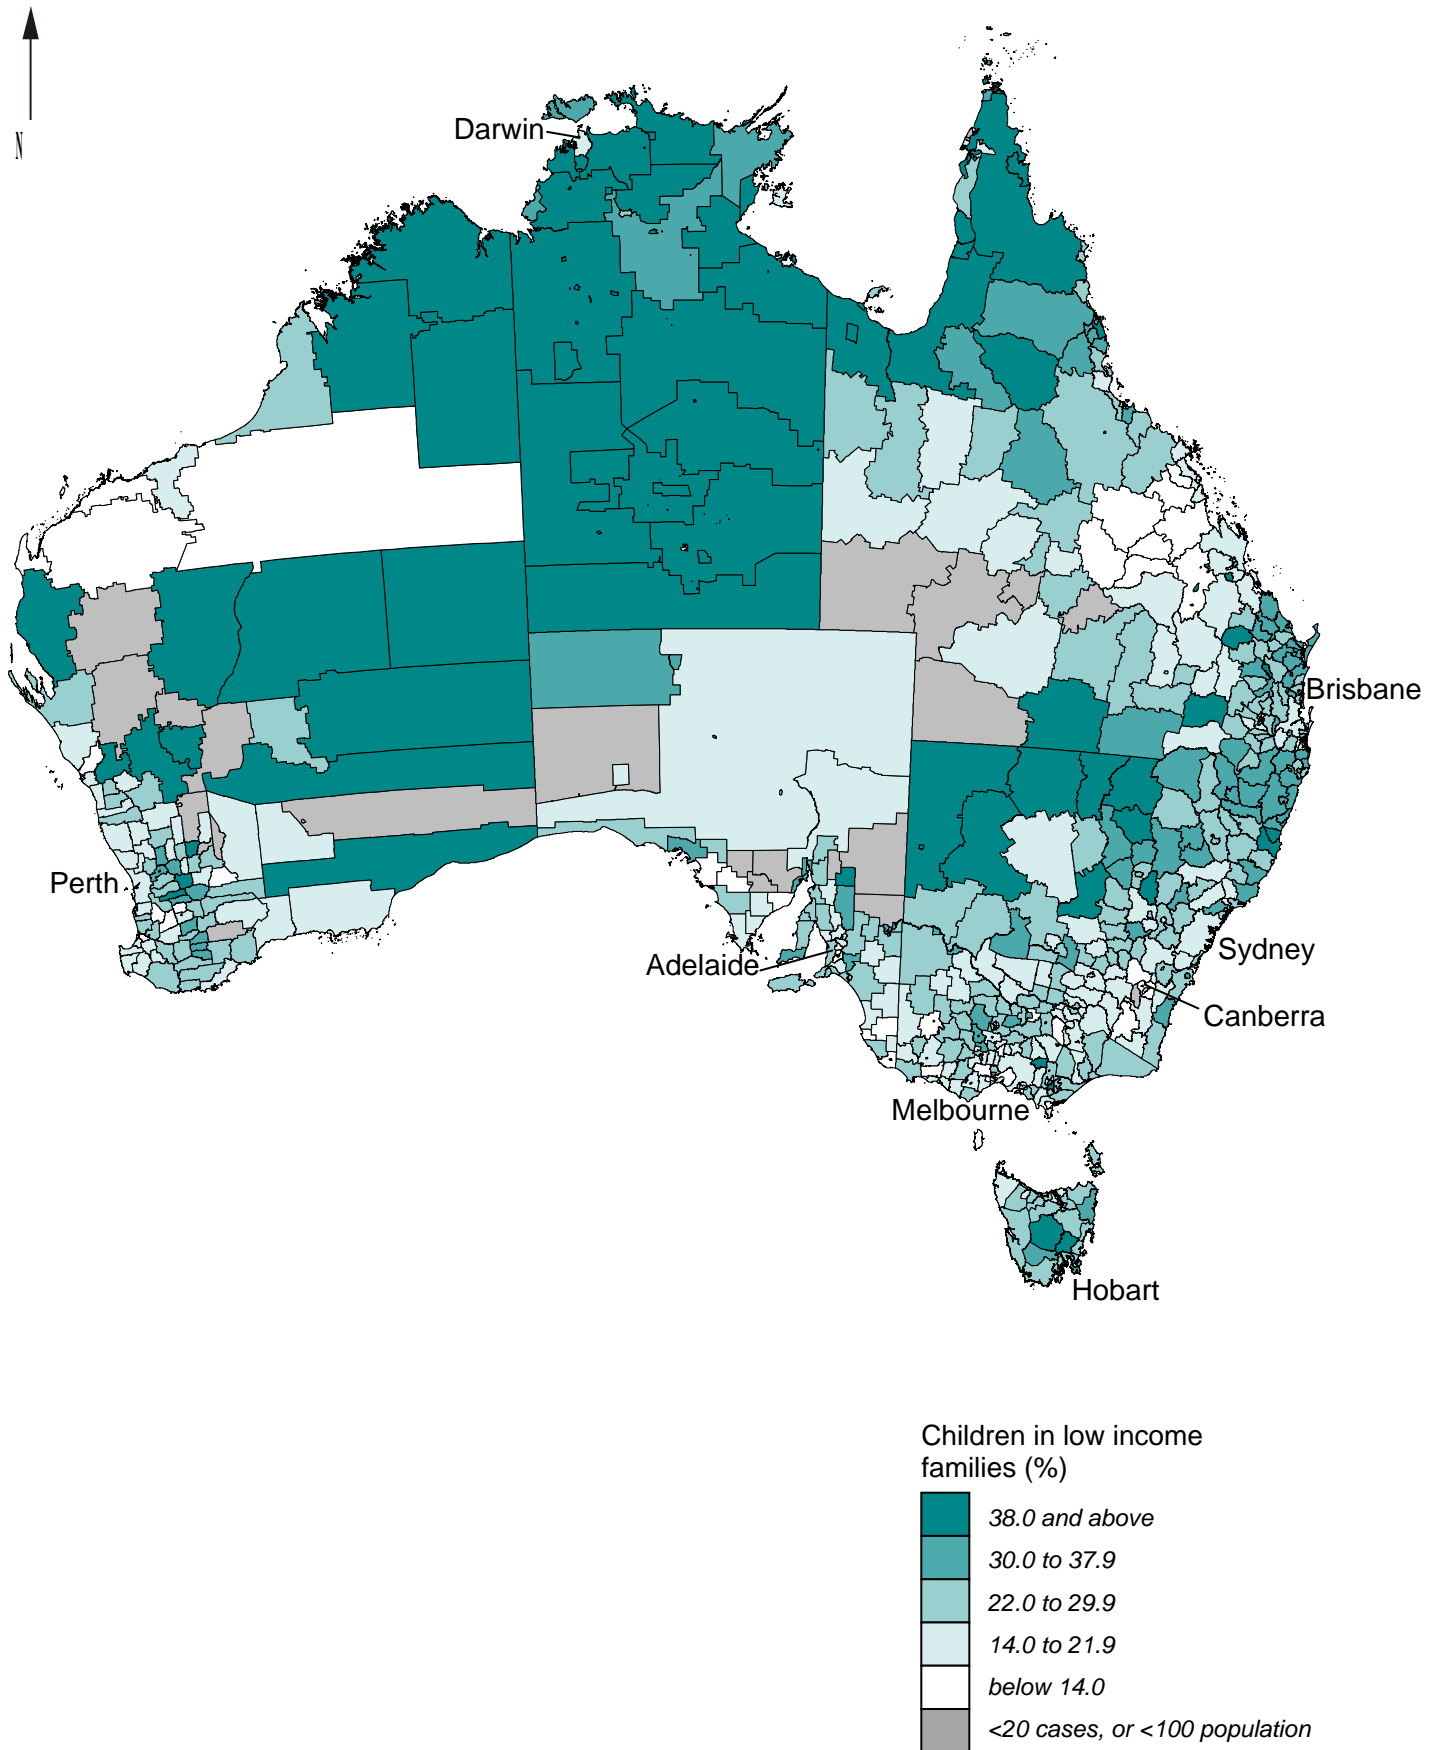 N
Darwin
Brisbane
Perth
Sydney
Adelaide
Canberra
Melbourne
Hobart
Children in low income
families (%)
38.0 and above
30.0 to 37.9
22.0 to 29.9
14.0 to 21.9
below 14.0
<20 cases, or <100 population